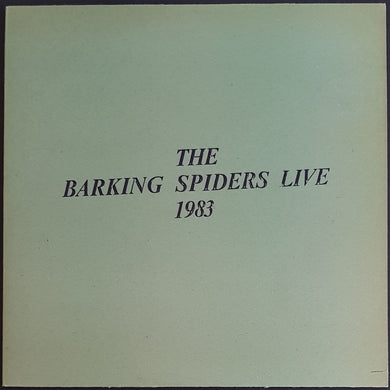 THE
BARKING SPIDERS LIVE
1983